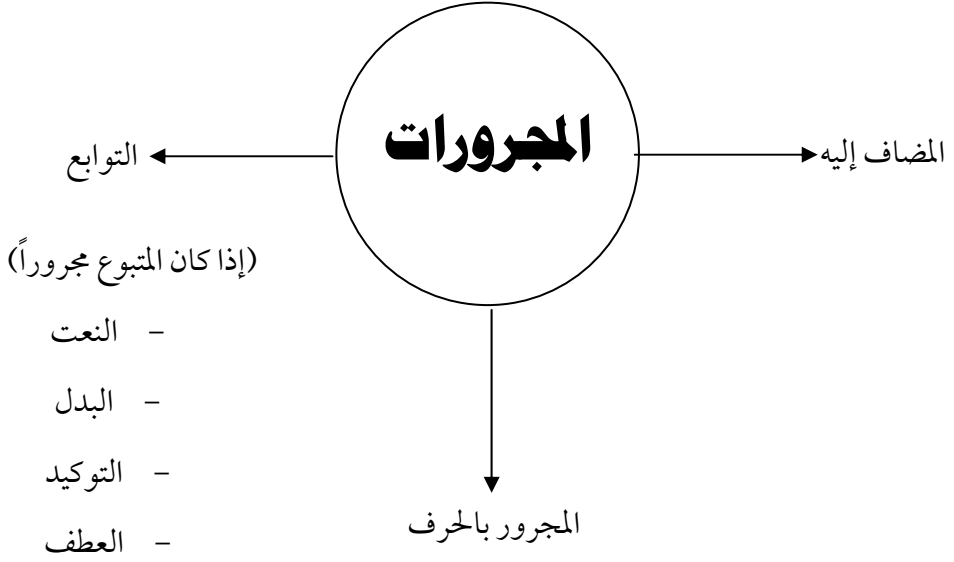 المجرورات
المضاف إليه
المجرور بالحرف
التوابع
(إذا كان المتبوع مجروراً)
– النعت
– البدل
– التوكيد
– العطف